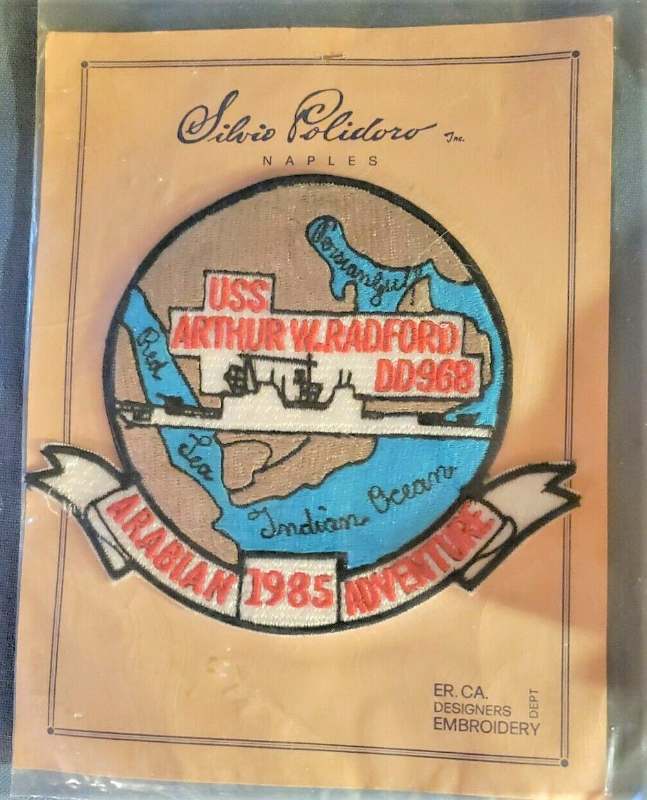 Silvio Polidoro Inc.
NAPLES
Persian Gulf
USS
ARTHUR W. RADFORD
DD968
Red
Sea
Indian Ocean
ARABIAN 1985 ADVENTURE
ER. CA.
DESIGNERS
EMBROIDERY DEPT